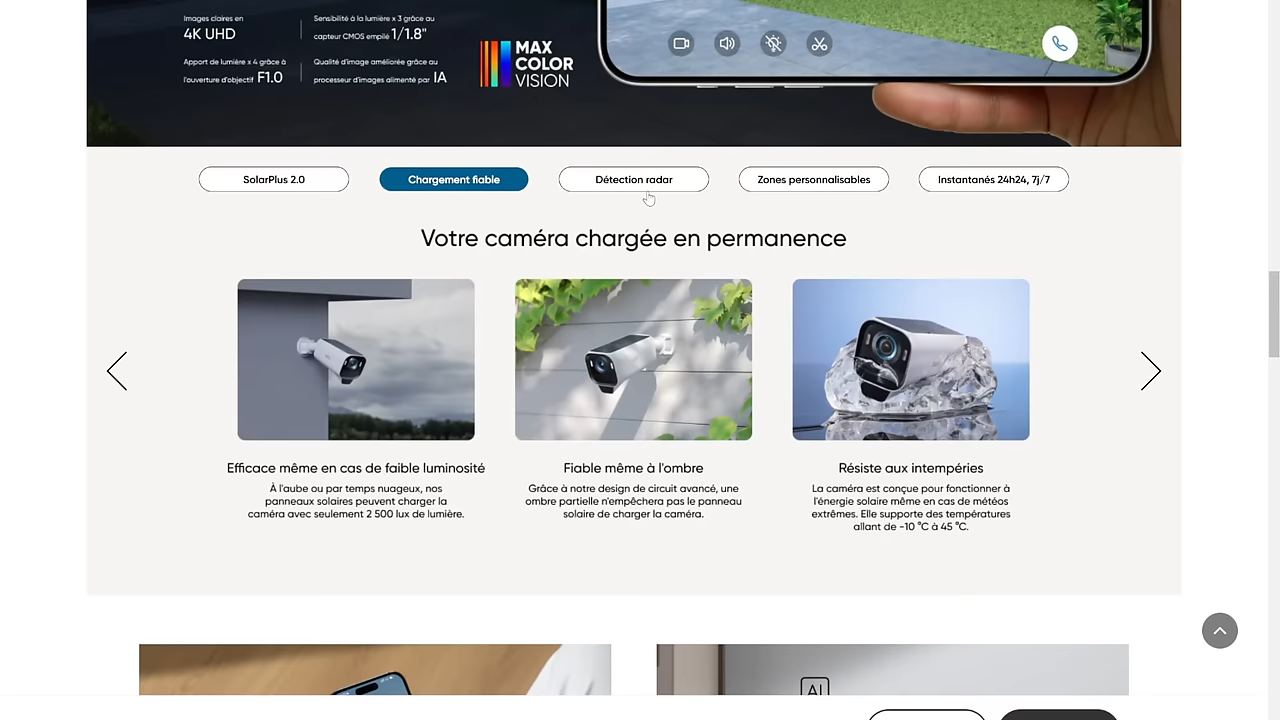 Images claires en
4K UHD
Sensibilité à la lumière x 3 grâce au
capteur CMOS empilé 1/1.8"
Apport de lumière x 4 grâce à
l'ouverture d'objectif F1.0
Qualité d'image améliorée grâce au
processeur d'images alimenté par IA
MAX
COLOR
VISION
SolarPlus 2.0
Chargement fiable
Détection radar
Zones personnalisables
Instantanés 24h24, 7j/7
Votre caméra chargée en permanence
Efficace même en cas de faible luminosité
À l'aube ou par temps nuageux, nos
panneaux solaires peuvent charger la
caméra avec seulement 2 500 lux de lumière.
Fiable même à l'ombre
Grâce à notre design de circuit avancé, une
ombre partielle n'empêchera pas le panneau
solaire de charger la caméra.
Résiste aux intempéries
La caméra est conçue pour fonctionner à
l'énergie solaire même en cas de météos
extrêmes. Elle supporte des températures
allant de -10 °C à 45 °C.
AI